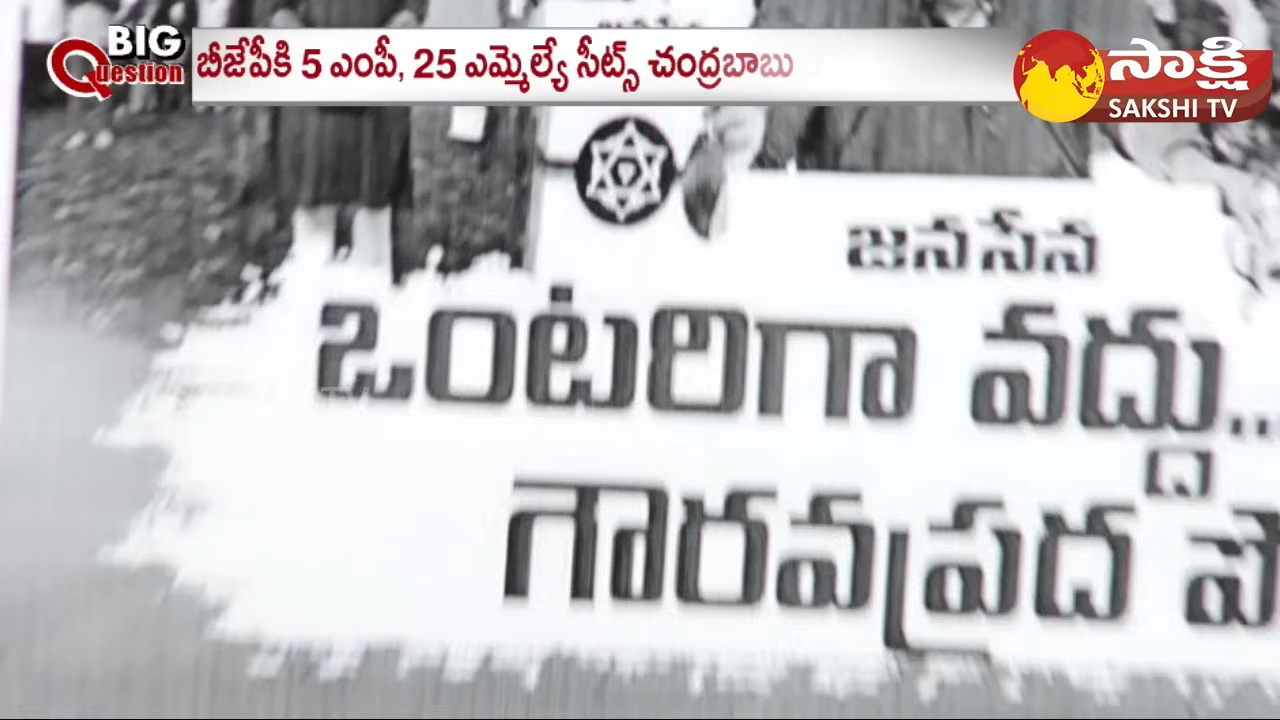 BIG
Question
బీజేపీకి 5 ఎంపీ, 25 ఎమ్మెల్యే సీట్స్ చంద్రబాబు
సాక్షి
SAKSHI TV
జనసేన
ఒంటరిగా వద్దు..
గౌరవప్రద